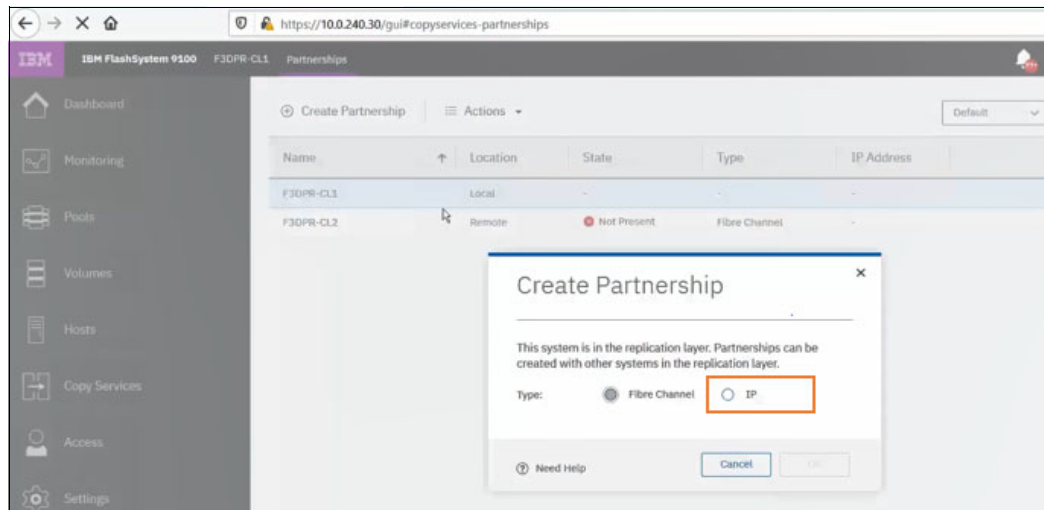 https://10.0.240.30/gui#copyservices-partnerships
IBM IBM FlashSystem 9100 F3DPR-CL1 Partnerships
Dashboard
Create Partnership Actions
Default
Monitoring
Name Location State Type IP Address
F3DPR-CL1 Local - - -
Pools
F3DPR-CL2 Remote Not Present Fibre Channel -
Volumes
Create Partnership
Hosts
This system is in the replication layer. Partnerships can be
created with other systems in the replication layer.
Copy Services
Type: Fibre Channel IP
Access
Need Help Cancel OK
Settings